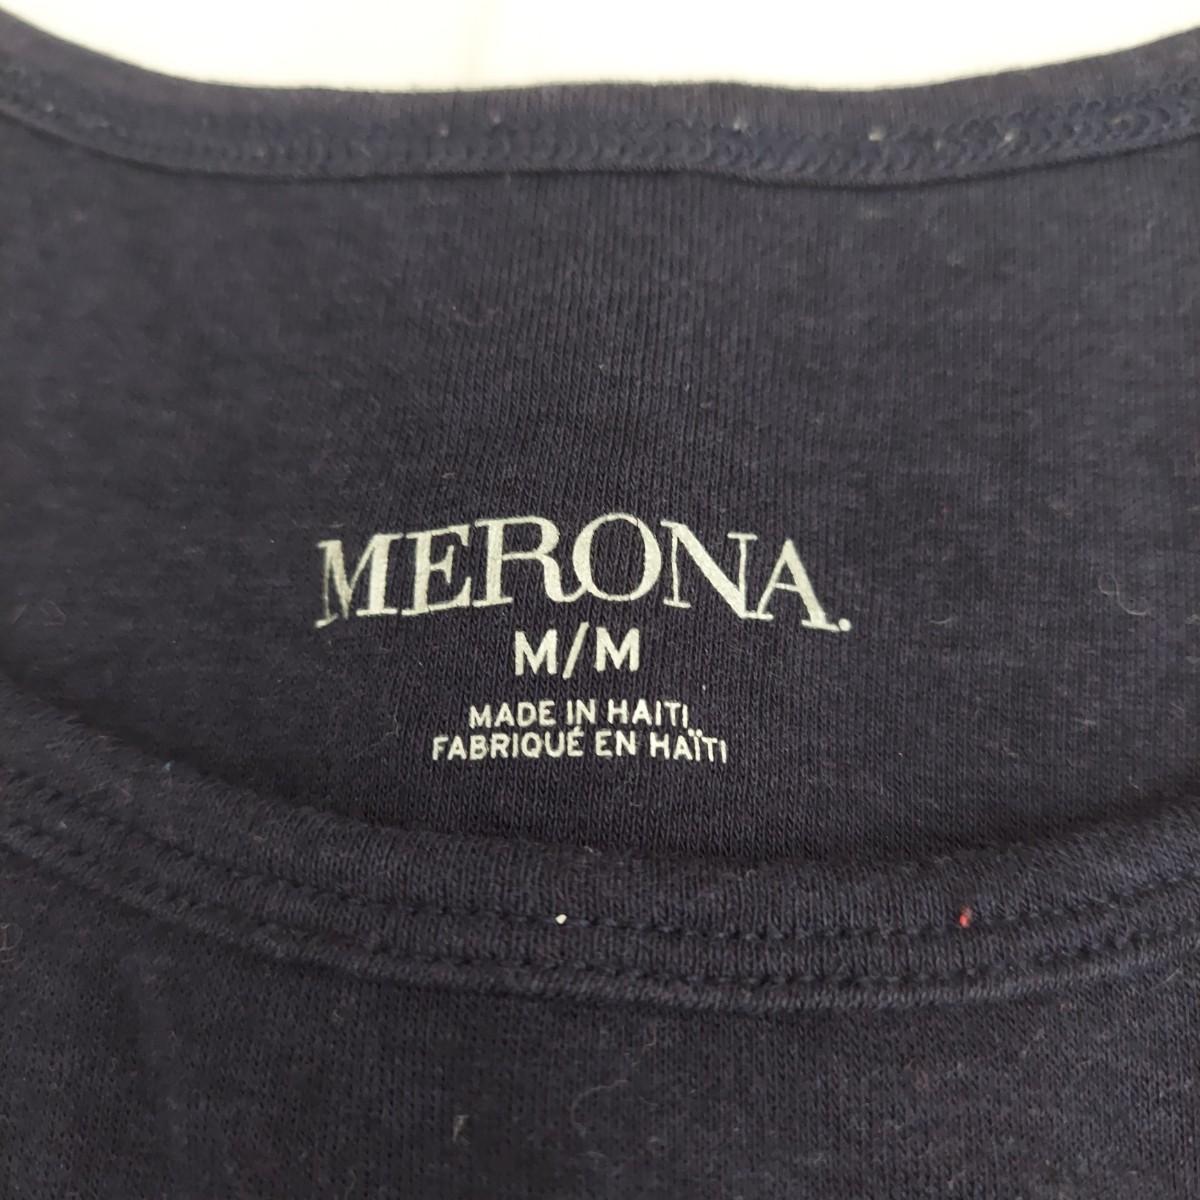 MERONA.
M/M
MADE IN HAITI
FABRIQUÉ EN HAÏTI